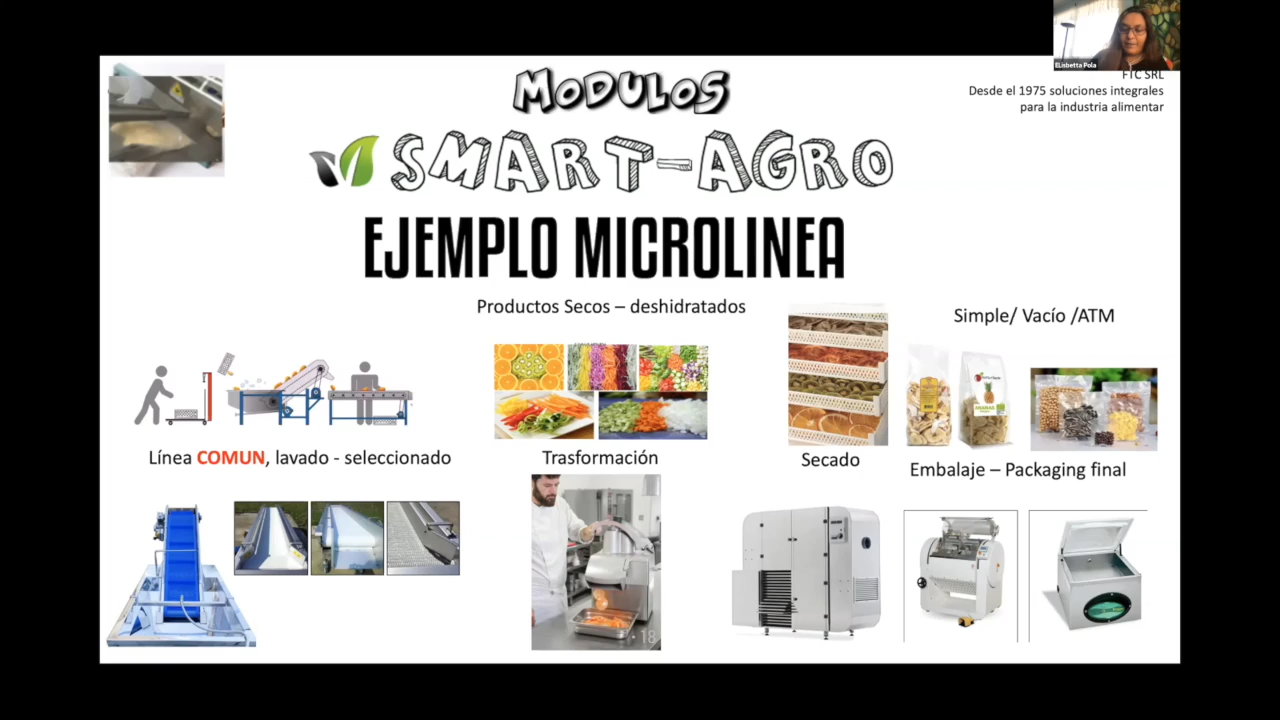 ELisbetta Pola
MODULOS
FTC SRL
Desde el 1975 soluciones integrales
para la industria alimentar
SMART-AGRO
EJEMPLO MICROLINEA
Productos Secos – deshidratados
Simple/ Vacío /ATM
Línea COMUN, lavado - seleccionado
Trasformación
Secado
Embalaje – Packaging final
18